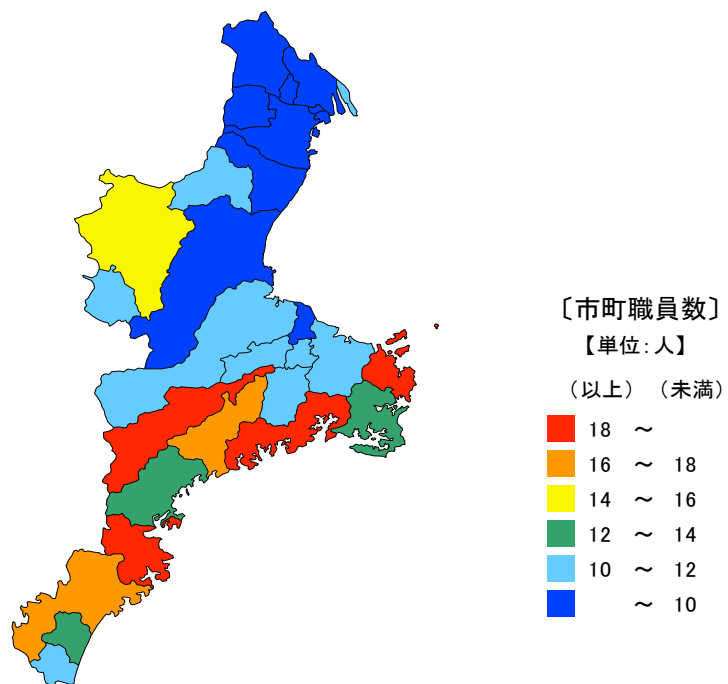 〔市町職員数〕
【単位:人】
（以上）（未満）
18 ～
16 ～ 18
14 ～ 16
12 ～ 14
10 ～ 12
～ 10